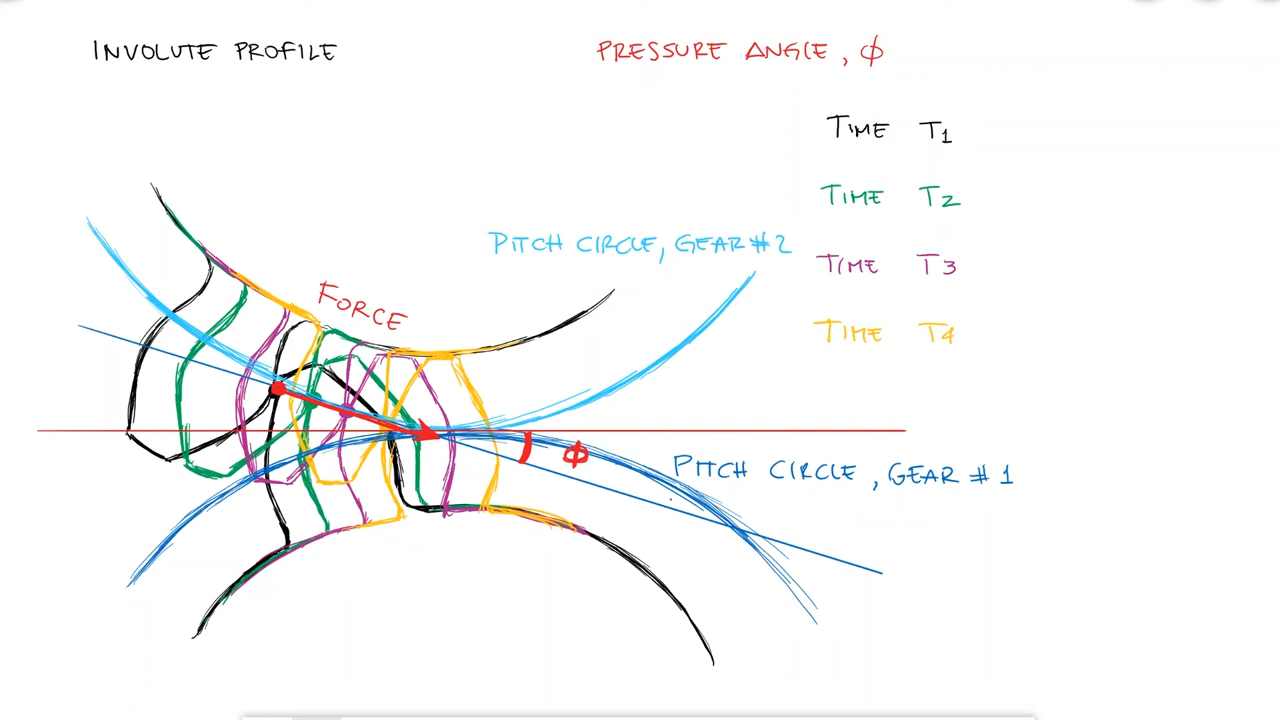 INVOLUTE PROFILE
PRESSURE ANGLE, ϕ
TIME T1
TIME T2
PITCH CIRCLE, GEAR #2
TIME T3
FORCE
TIME T4
ϕ
PITCH CIRCLE, GEAR #1